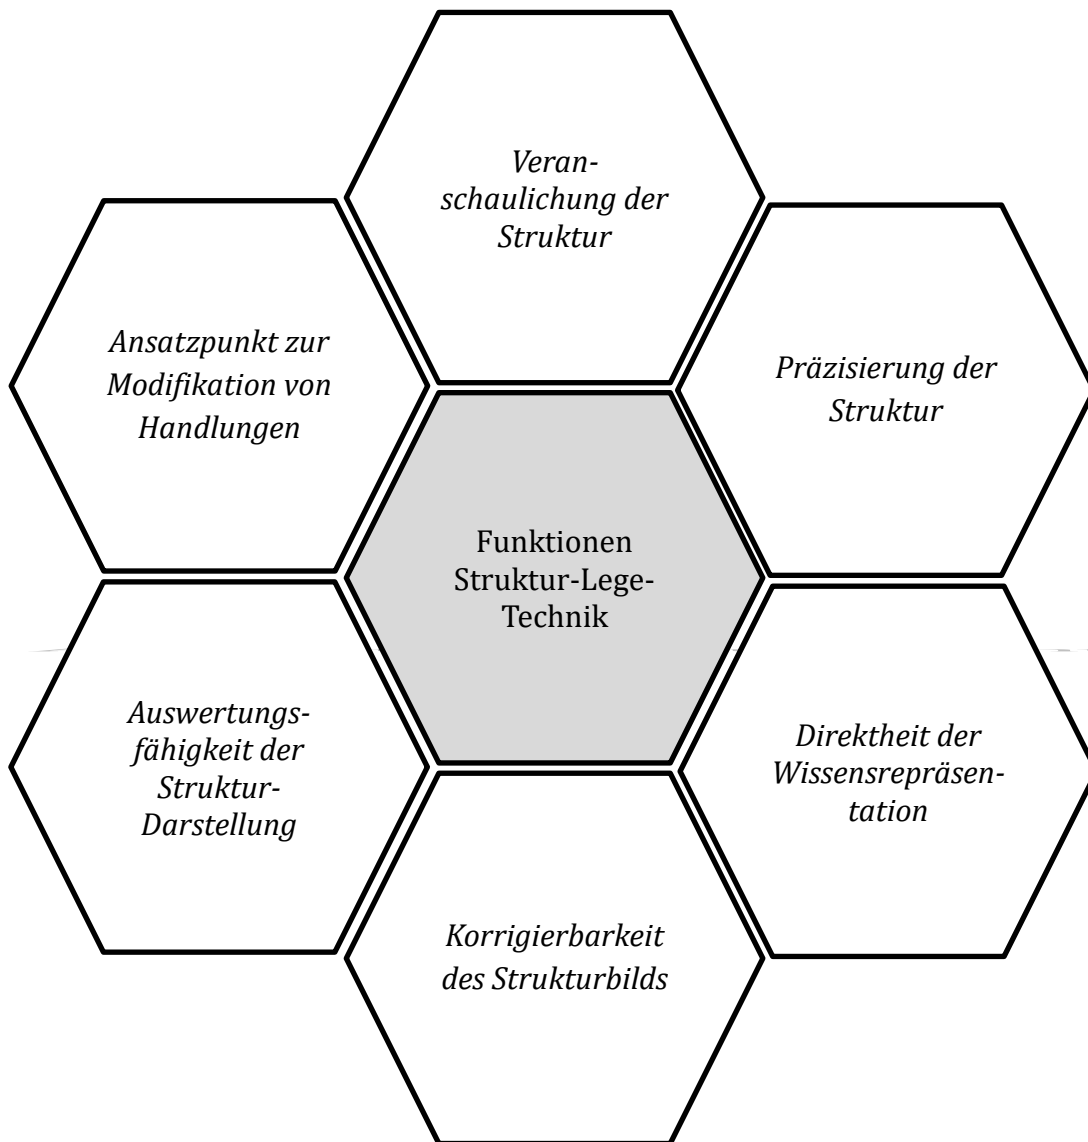 Veran-
schaulichung der
Struktur
Präzisierung der
Struktur
Direktheit der
Wissensrepräsen-
tation
Korrigierbarkeit
des Strukturbilds
Auswertungs-
fähigkeit der
Struktur-
Darstellung
Ansatzpunkt zur
Modifikation von
Handlungen
Funktionen
Struktur-Lege-
Technik